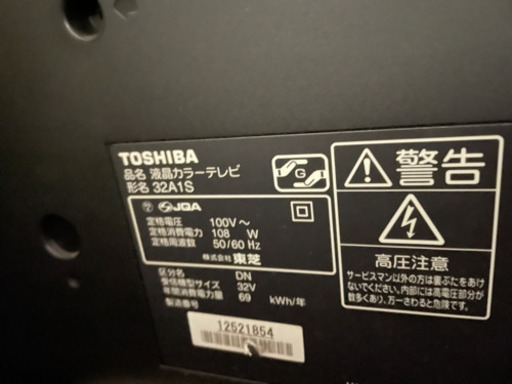 TOSHIBA
品名 液晶カラーテレビ
形名 32A1S
G
JQA
定格電圧 100V～
定格消費電力 108 W
定格周波数 50/60 Hz
株式会社 東芝
区分名 DN
受信機型サイズ 32V
年間消費電力量 69 kWh/年
製造番号
12521854
警告
高圧注意
サービスマン以外の方は裏ぶたをあけ
ないでください。内部には高電圧部分が
数多くあり、万一さわると危険です。